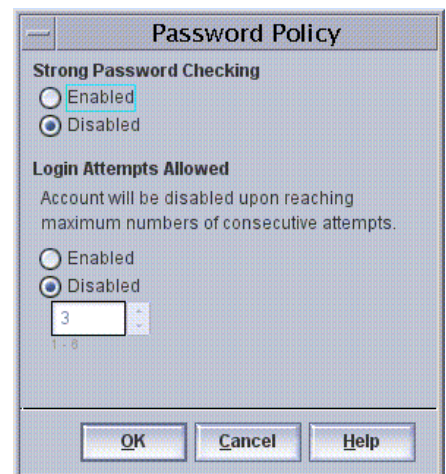 Password Policy
Strong Password Checking
Enabled
Disabled
Login Attempts Allowed
Account will be disabled upon reaching
maximum numbers of consecutive attempts.
Enabled
Disabled
3
1 - 6
OK
Cancel
Help